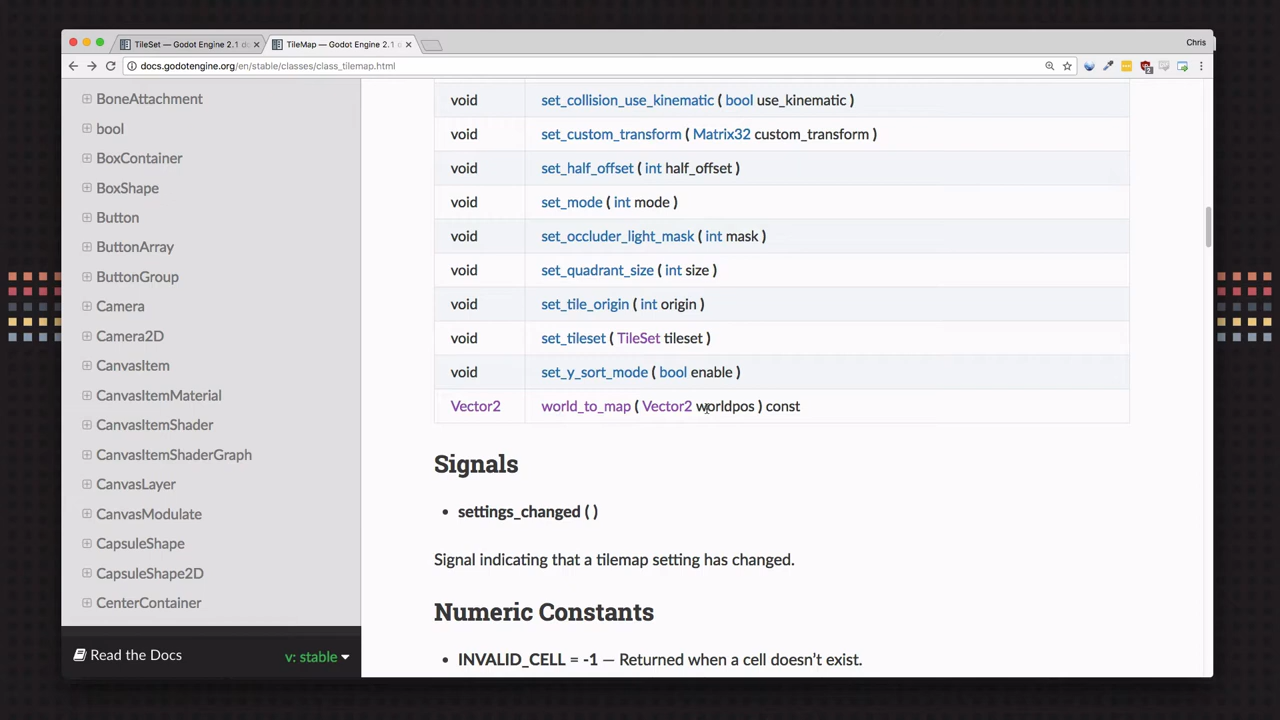 TileSet — Godot Engine 2.1 d
TileMap — Godot Engine 2.1
Chris
docs.godotengine.org/en/stable/classes/class_tilemap.html
BoneAttachment
bool
BoxContainer
BoxShape
Button
ButtonArray
ButtonGroup
Camera
Camera2D
CanvasItem
CanvasItemMaterial
CanvasItemShader
CanvasItemShaderGraph
CanvasLayer
CanvasModulate
CapsuleShape
CapsuleShape2D
CenterContainer
Read the Docs v: stable
void set_collision_use_kinematic ( bool use_kinematic )
void set_custom_transform ( Matrix32 custom_transform )
void set_half_offset ( int half_offset )
void set_mode ( int mode )
void set_occluder_light_mask ( int mask )
void set_quadrant_size ( int size )
void set_tile_origin ( int origin )
void set_tileset ( TileSet tileset )
void set_y_sort_mode ( bool enable )
Vector2 world_to_map ( Vector2 worldpos ) const
Signals
• settings_changed ( )
Signal indicating that a tilemap setting has changed.
Numeric Constants
• INVALID_CELL = -1 — Returned when a cell doesn’t exist.